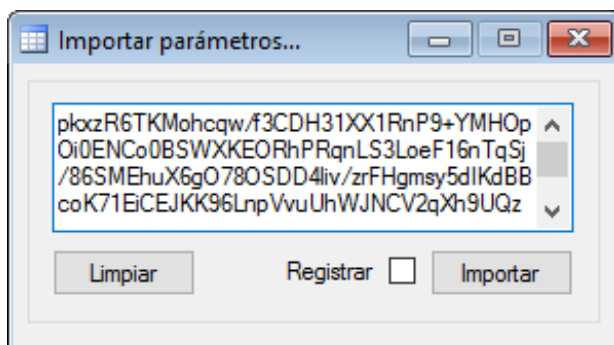 Importar parámetros...
pkxzR6TKMohcqw/f3CDH31XX1RnP9+YMHOp
Oi0ENCo0BSWXKEORhPRqnLS3LoeF16nTqSj
/86SMEhuX6gO78OSDD4liv/zrFHgmsy5dIKdBB
coK71EiCEJKK96LnpVvuUhWJNCV2qXh9UQz
Limpiar
Registrar
Importar